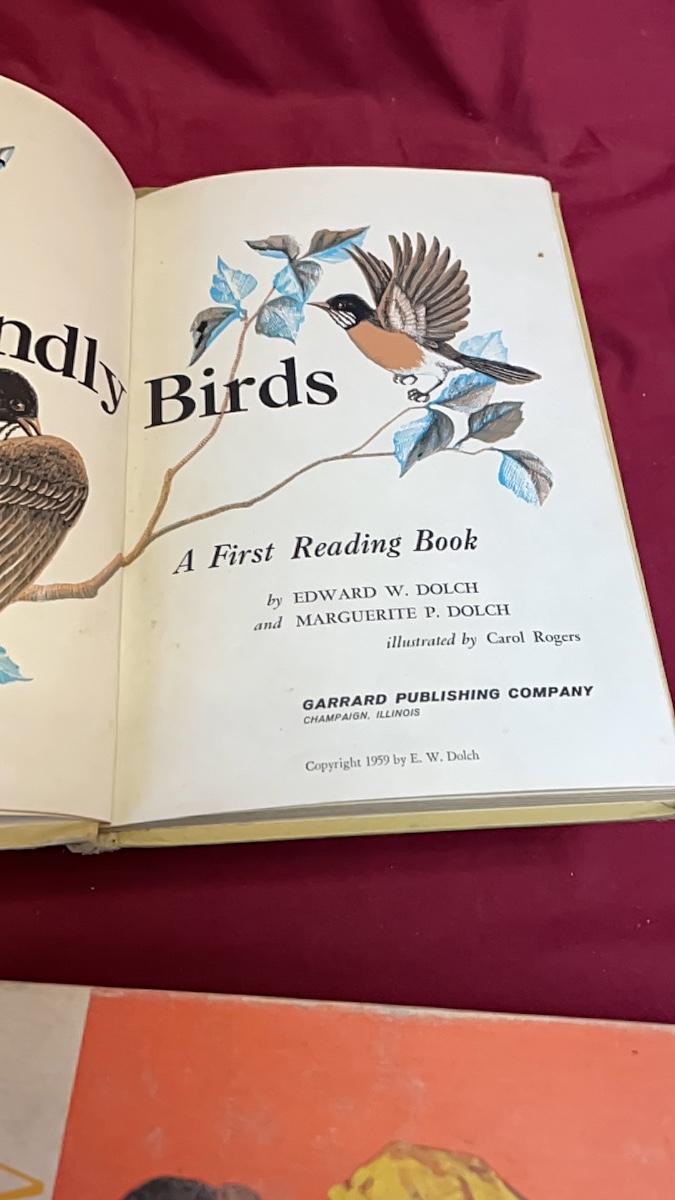 ndly Birds
A First Reading Book
by EDWARD W. DOLCH
and MARGUERITE P. DOLCH
illustrated by Carol Rogers
GARRARD PUBLISHING COMPANY
CHAMPAIGN, ILLINOIS
Copyright 1959 by E. W. Dolch